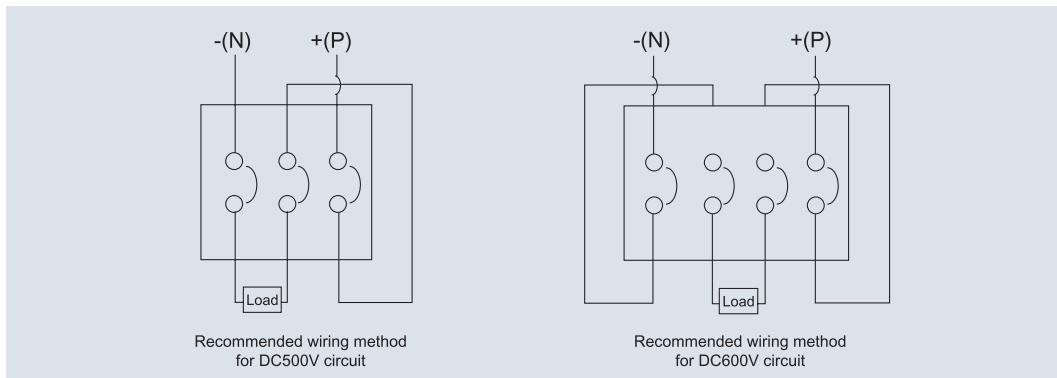 -(N) +(P)
Load
Recommended wiring method
for DC500V circuit
-(N) +(P)
Load
Recommended wiring method
for DC600V circuit